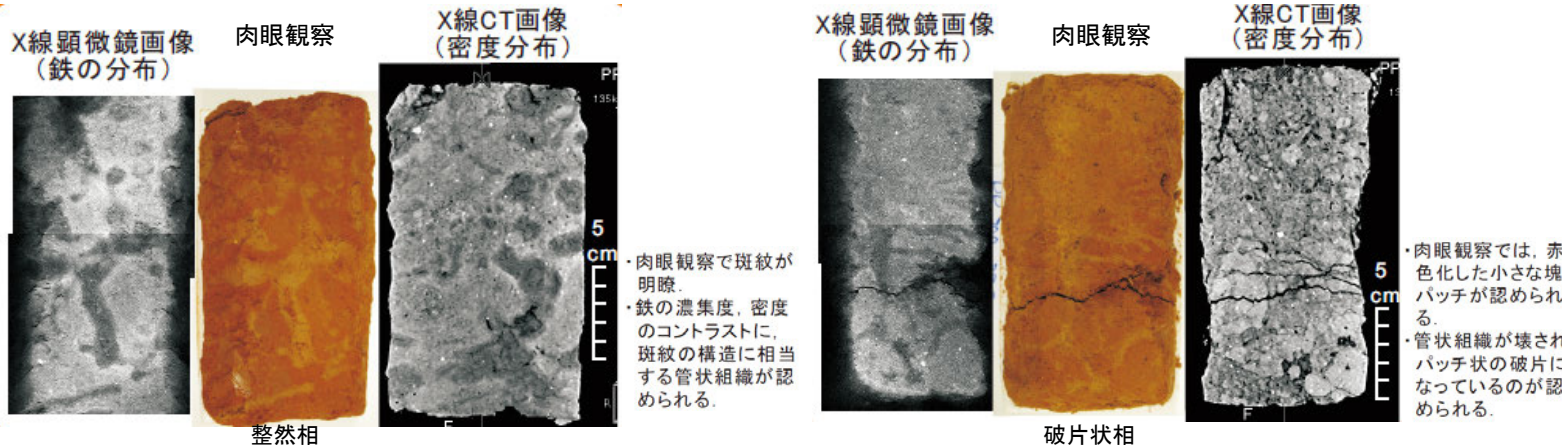 X線顕微鏡画像
（鉄の分布）
肉眼観察
X線CT画像
（密度分布）
PF
135k
5
cm
R
F
・肉眼観察で斑紋が
明瞭.
・鉄の濃集度, 密度
のコントラストに,
斑紋の構造に相当
する管状組織が認
められる.
整然相
X線顕微鏡画像
（鉄の分布）
肉眼観察
X線CT画像
（密度分布）
PF
13
5
cm
F
・肉眼観察では, 赤
色化した小さな塊
パッチが認められ
る.
・管状組織が壊され
パッチ状の破片に
なっているのが認
められる.
破片状相